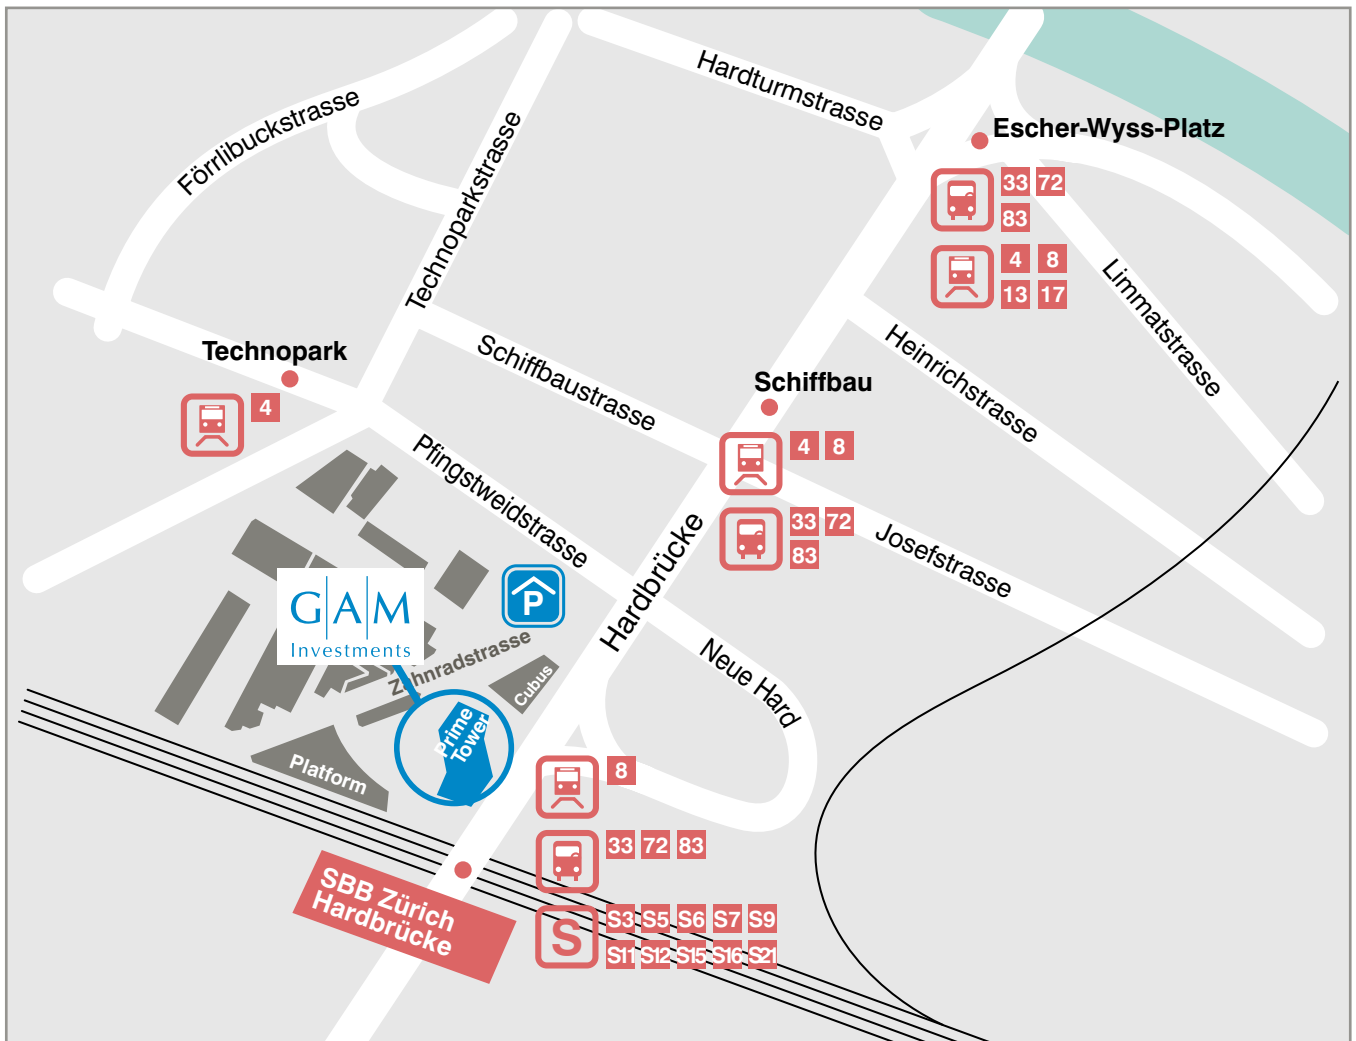 Hardturmstrasse
Escher-Wyss-Platz
33 72
83
4 8
13 17
Förrlibuckstrasse
Technoparkstrasse
Limmatstrasse
Heinrichstrasse
Technopark
4
Schiffbaustrasse
Schiffbau
4 8
33 72
83
Pfingstweidstrasse
Hardbrücke
Josefstrasse
P
G|A|M
Investments
Zahnradstrasse
Cubus
Neue Hard
Prime
Tower
Platform
8
33 72 83
SBB Zürich
Hardbrücke
S
S3 S5 S6 S7 S9
S11 S12 S15 S16 S21